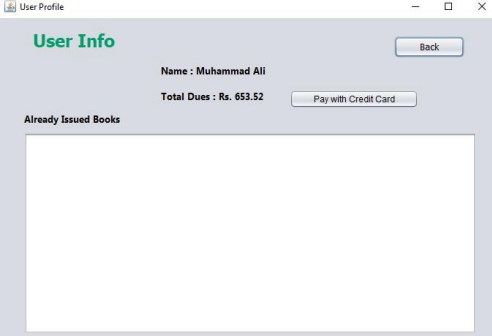 User Profile
User Info
Back
Name : Muhammad Ali
Total Dues : Rs. 653.52
Pay with Credit Card
Already Issued Books